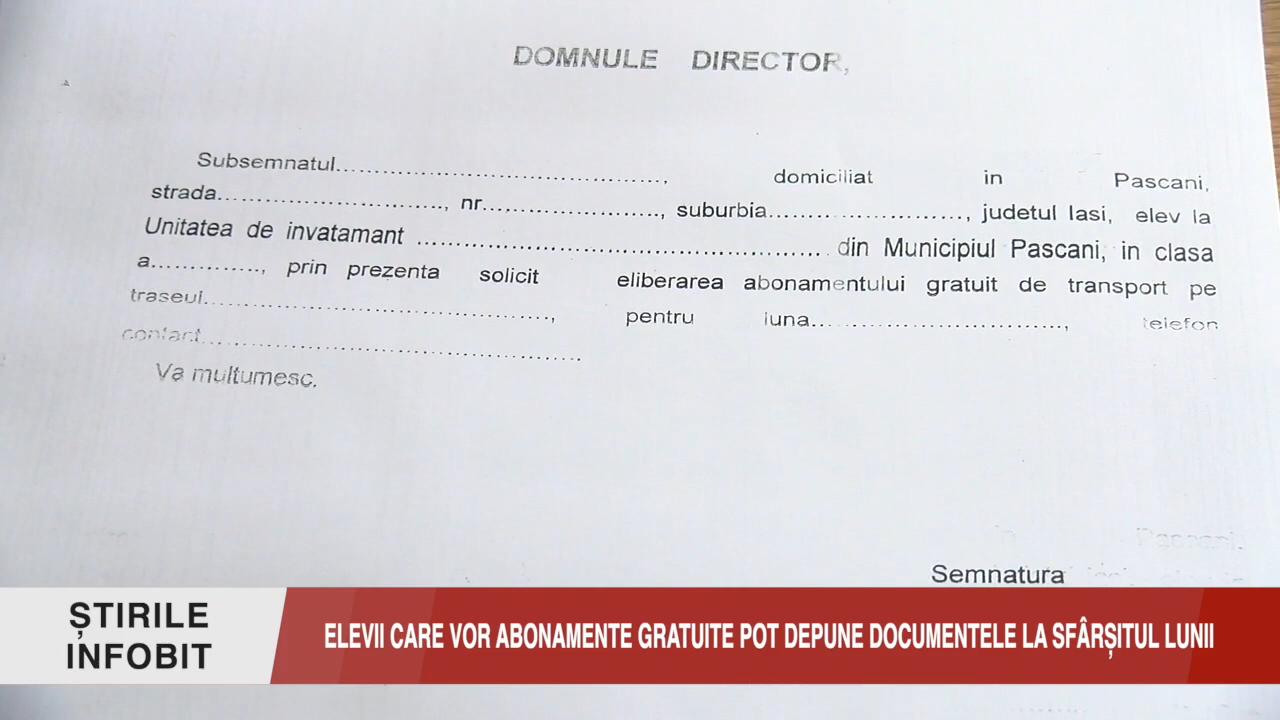 DOMNULE DIRECTOR,
Subsemnatul............................................, domiciliat in Pascani,
strada............................., nr......................, suburbia........................, judetul Iasi, elev la
Unitatea de invatamant .................................................... din Municipiul Pascani, in clasa
a.............., prin prezenta solicit eliberarea abonamentului gratuit de transport pe
traseul............................................, pentru luna..............................., telefon
contact..................................................
Va multumesc.
Pascani.
Semnatura
ȘTIRILE
INFOBIT
ELEVII CARE VOR ABONAMENTE GRATUITE POT DEPUNE DOCUMENTELE LA SFÂRȘITUL LUNII